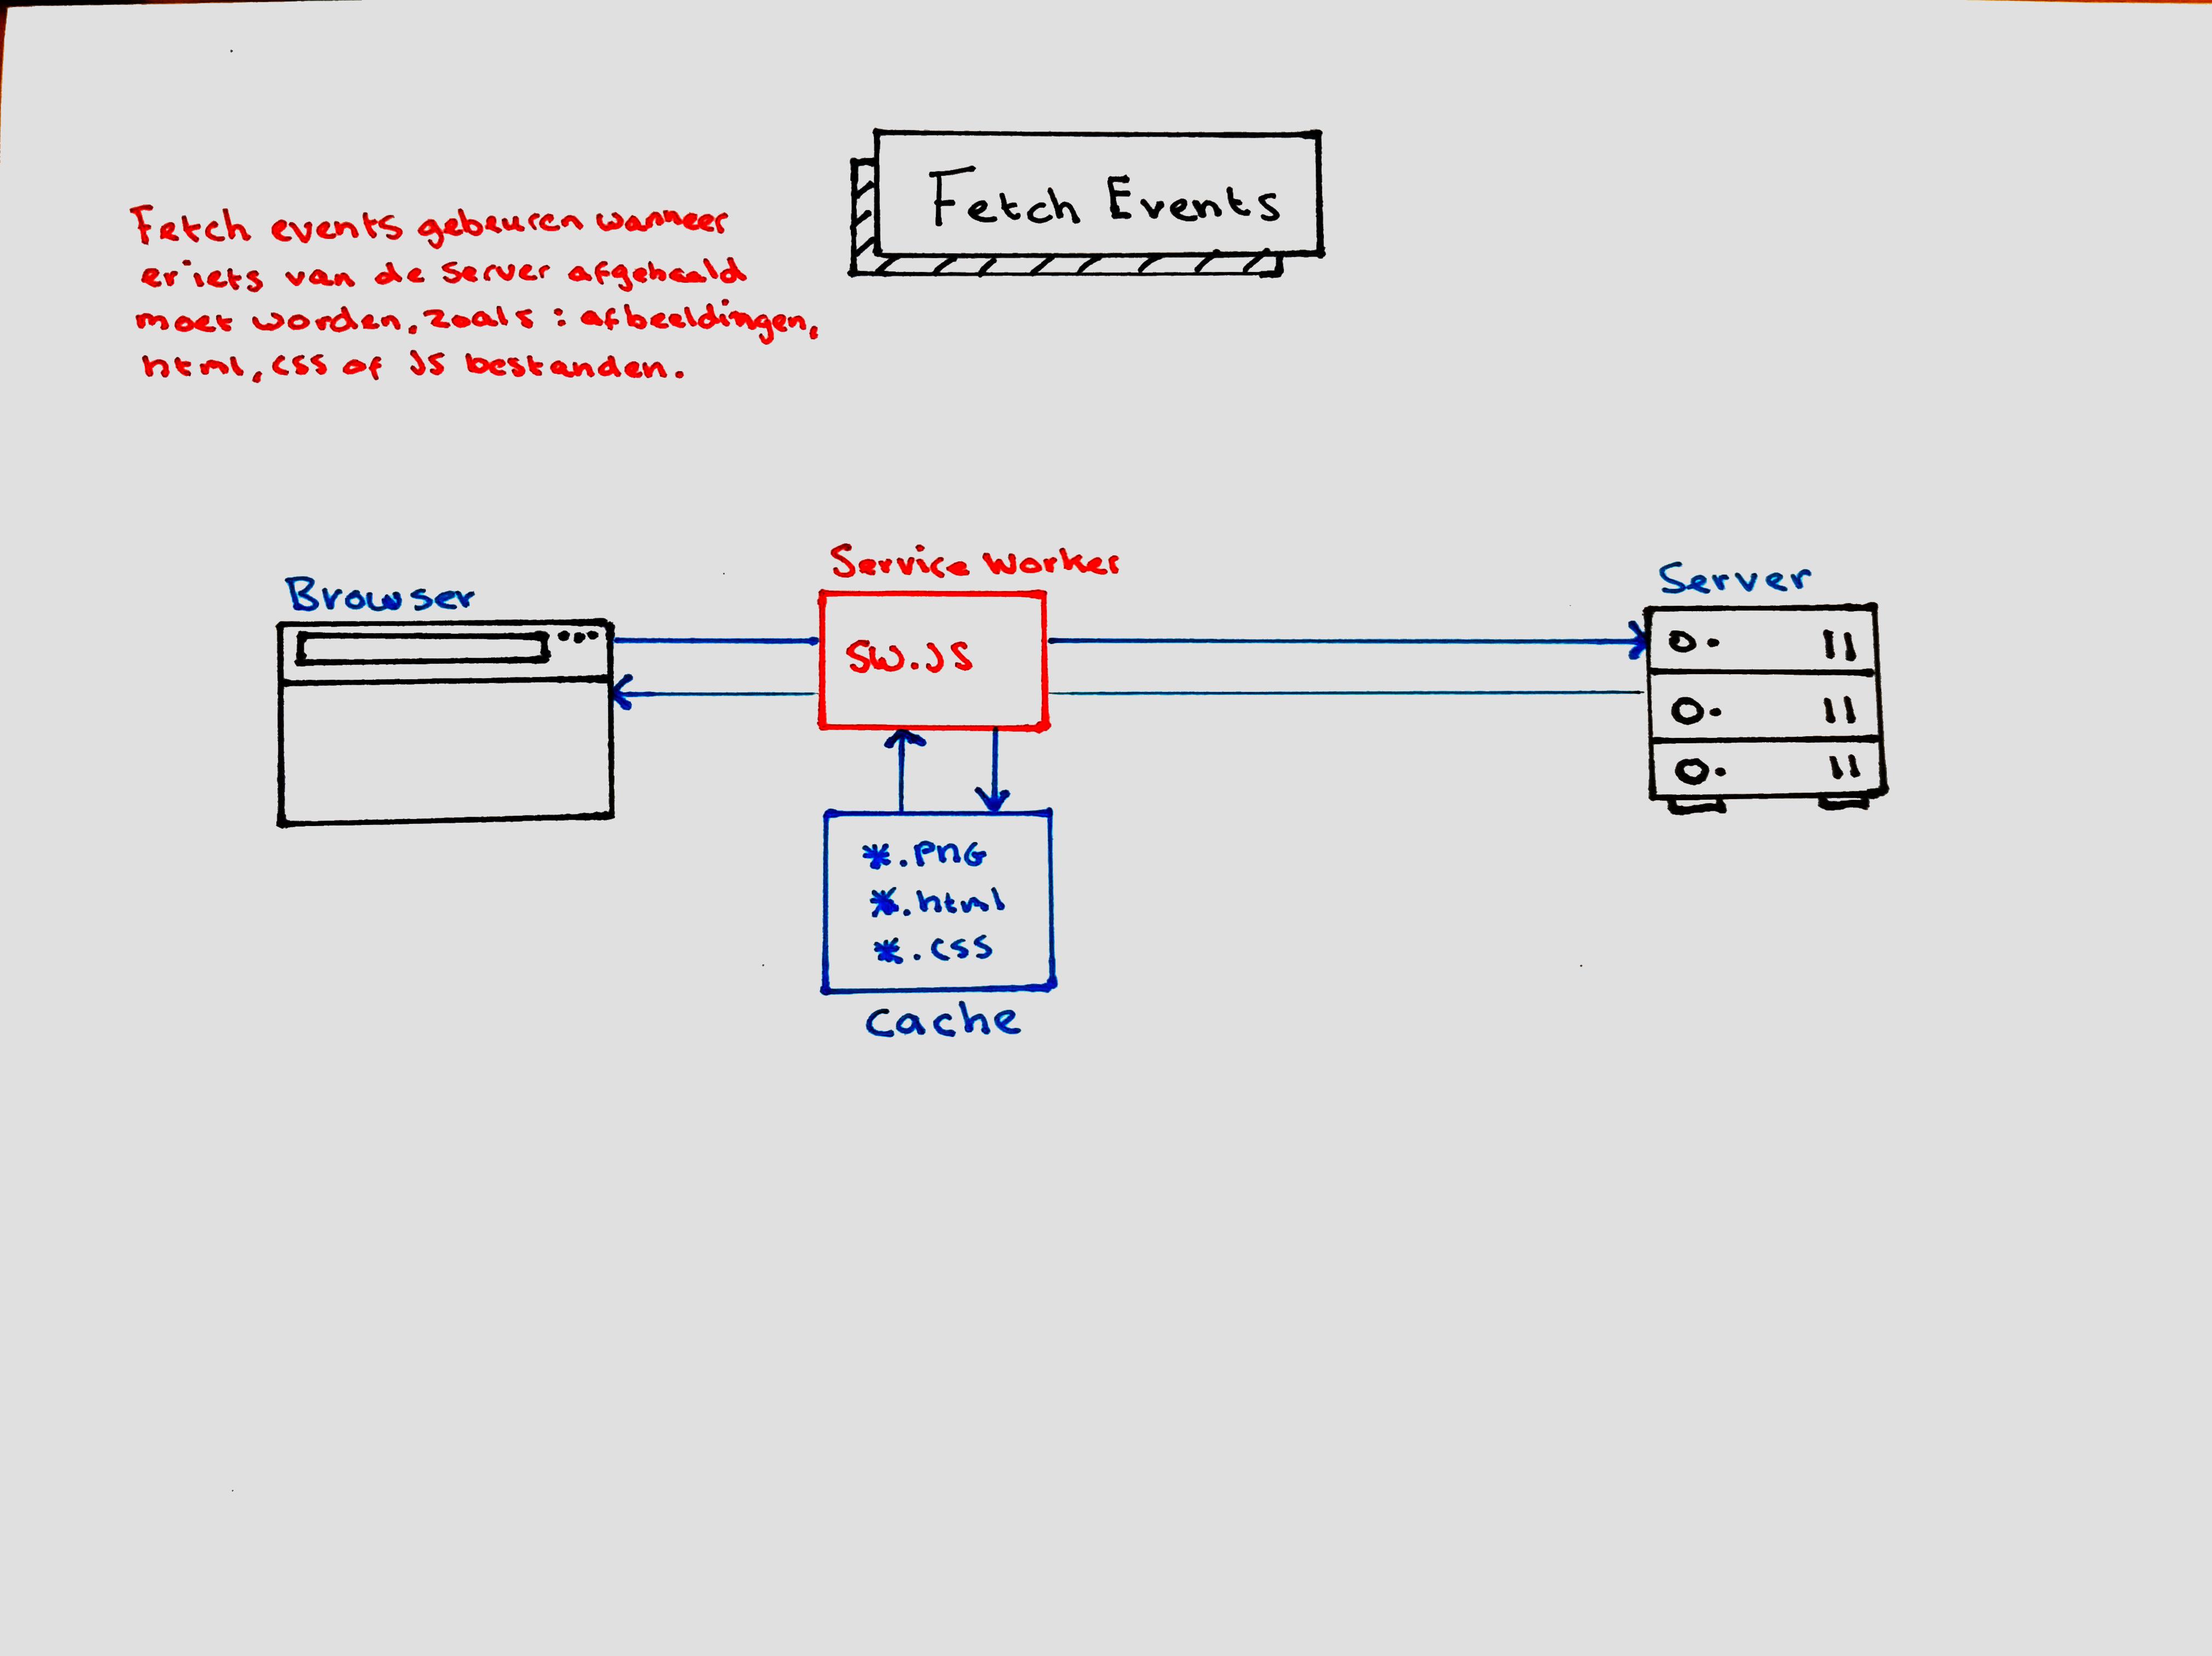 Fetch Events
Fetch events gebeuren wanneer
er iets van de server afgehaald
moet worden, zoals : afbeeldingen,
html, css of JS bestanden.
Browser
Service Worker
Server
SW.JS
*.PNG
*.html
*.css
Cache